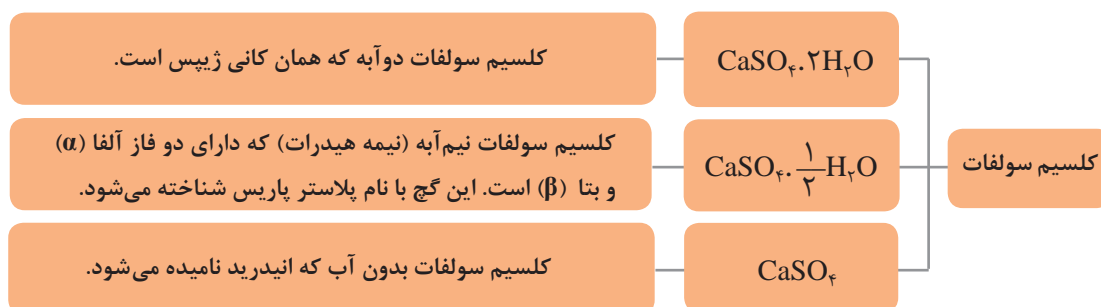 کلسیم سولفات
CaSO۴.۲H۲O
کلسیم سولفات دوآبه که همان کانی ژیپس است.
CaSO۴.۱/۲H۲O
کلسیم سولفات نیم‌آبه (نیمه هیدرات) که دارای دو فاز آلفا (α)
و بتا (β) است. این گچ با نام پلاستر پاریس شناخته می‌شود.
CaSO۴
کلسیم سولفات بدون آب که انیدرید نامیده می‌شود.